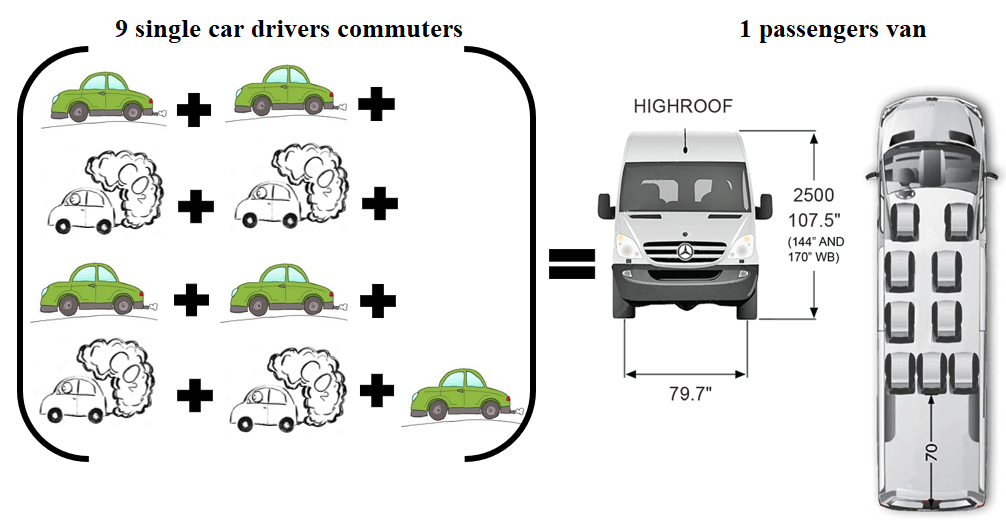 9 single car drivers commuters
1 passengers van
+ +
+ +
+ +
+ +
=
HIGHROOF
2500
107.5"
(144" AND
170" WB)
79.7"
70